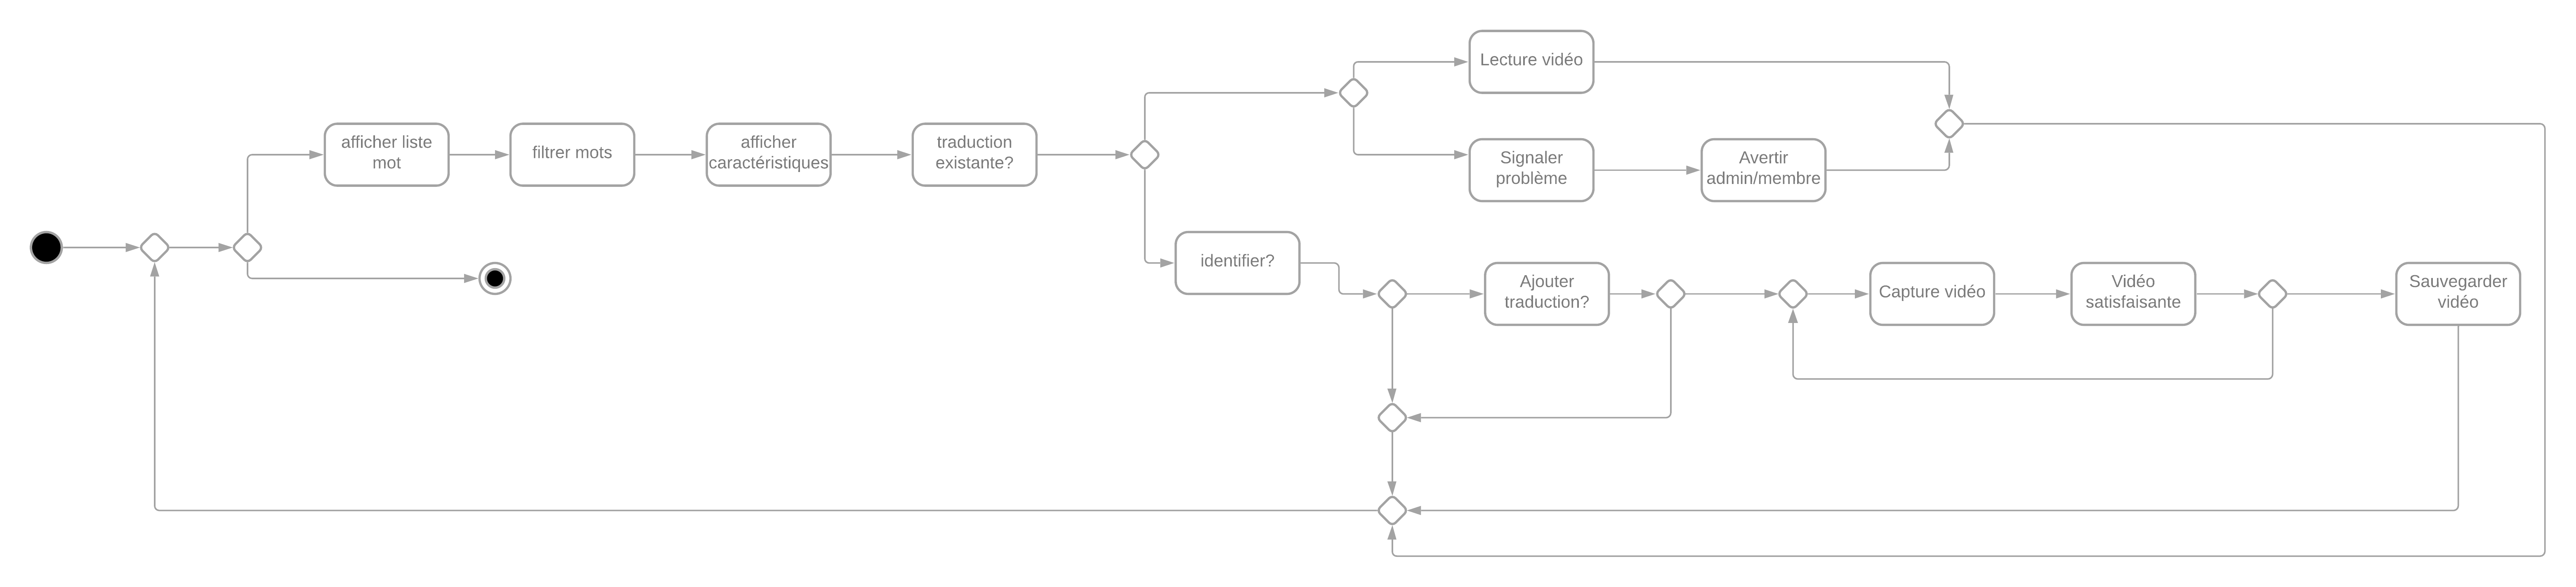 Lecture vidéo
afficher liste
mot
filtrer mots
afficher
caractéristiques
traduction
existante?
Signaler
problème
Avertir
admin/membre
identifier?
Ajouter
traduction?
Capture vidéo
Vidéo
satisfaisante
Sauvegarder
vidéo